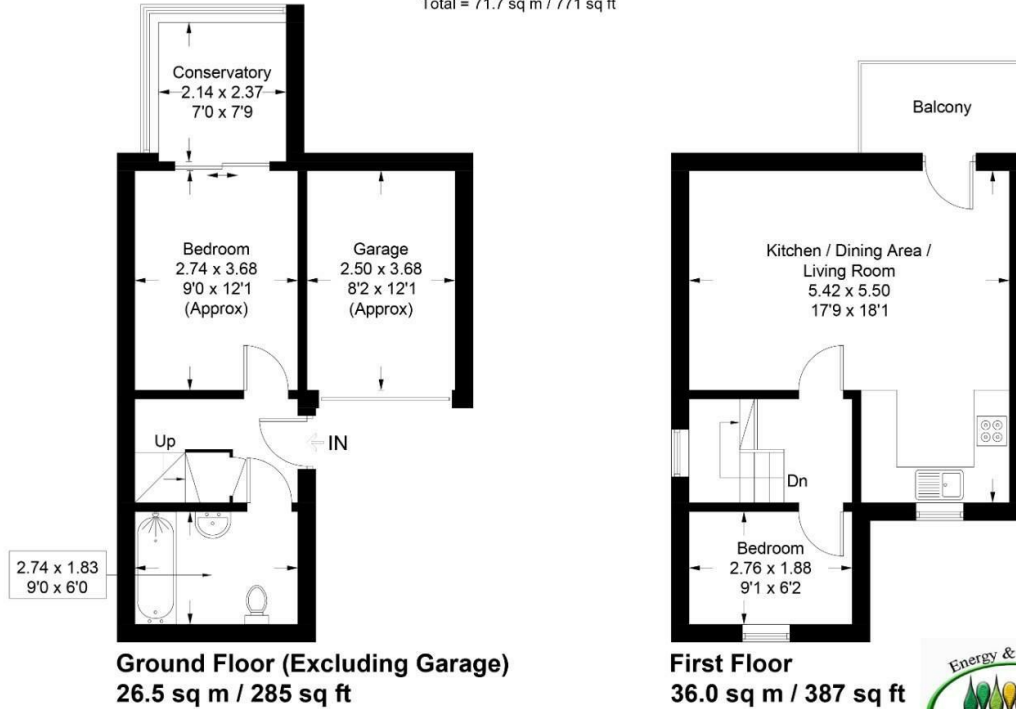 Total = 71.7 sq m / 771 sq ft
Conservatory
2.14 x 2.37
7'0 x 7'9
Bedroom
2.74 x 3.68
9'0 x 12'1
(Approx)
Garage
2.50 x 3.68
8'2 x 12'1
(Approx)
Up
IN
2.74 x 1.83
9'0 x 6'0
Ground Floor (Excluding Garage)
26.5 sq m / 285 sq ft
Balcony
Kitchen / Dining Area /
Living Room
5.42 x 5.50
17'9 x 18'1
Dn
Bedroom
2.76 x 1.88
9'1 x 6'2
First Floor
36.0 sq m / 387 sq ft
Energy &